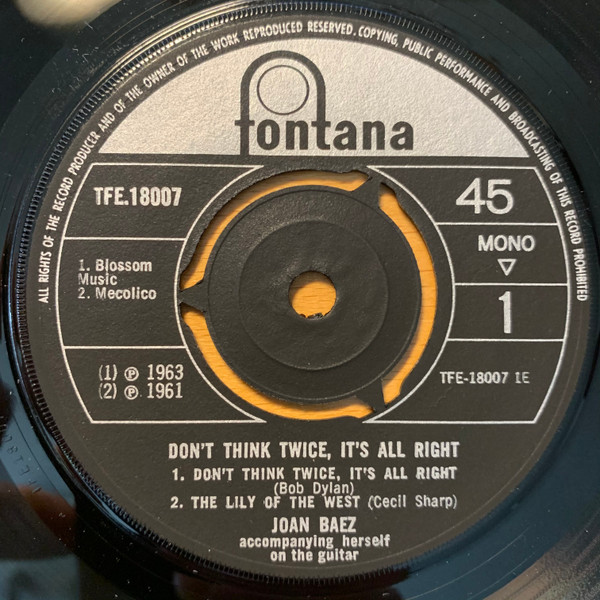 ALL RIGHTS OF THE RECORD PRODUCER AND OF THE OWNER OF THE WORK REPRODUCED RESERVED. COPYING, PUBLIC PERFORMANCE AND BROADCASTING OF THIS RECORD PROHIBITED
fontana
TFE.18007
45
1. Blossom
Music
2. Mecolico
MONO
1
(1) ℗ 1963
(2) ℗ 1961
TFE-18007 1E
DON'T THINK TWICE, IT'S ALL RIGHT
1. DON'T THINK TWICE, IT'S ALL RIGHT
(Bob Dylan)
2. THE LILY OF THE WEST (Cecil Sharp)
JOAN BAEZ
accompanying herself
on the guitar